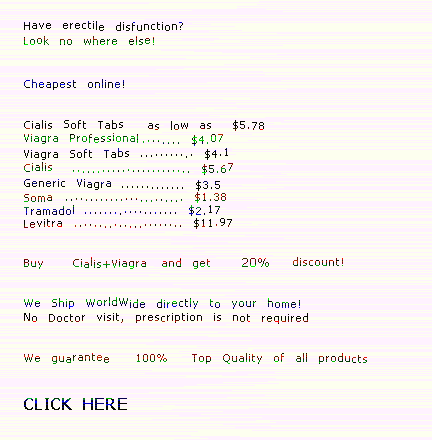 Have erectile disfunction?
Look no where else!
Cheapest online!
Cialis Soft Tabs as low as $5.78
Viagra Professional....... $4.07
Viagra Soft Tabs .......... $4.1
Cialis ...................... $5.67
Generic Viagra ............ $3.5
Soma ...................... $1.38
Tramadol .................. $2.17
Levitra .................... $11.97
Buy Cialis+Viagra and get 20% discount!
We Ship WorldWide directly to your home!
No Doctor visit, prescription is not required
We guarantee 100% Top Quality of all products
CLICK HERE